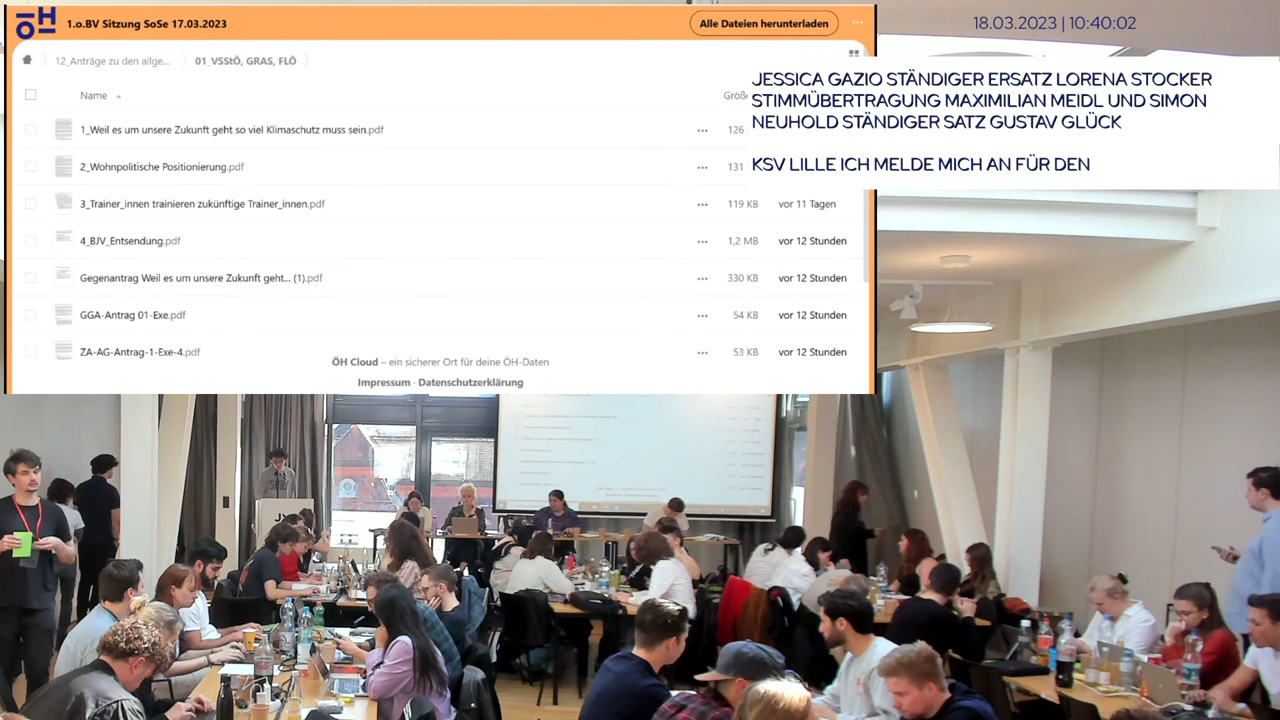 ÖH
1.o.BV Sitzung SoSe 17.03.2023
Alle Dateien herunterladen
18.03.2023 | 10:40:02
12_Anträge zu den allge...
01_VSStÖ, GRAS, FLÖ
JESSICA GAZIO STÄNDIGER ERSATZ LORENA STOCKER
STIMMÜBERTRAGUNG MAXIMILIAN MEIDL UND SIMON
NEUHOLD STÄNDIGER SATZ GUSTAV GLÜCK
KSV LILLE ICH MELDE MICH AN FÜR DEN
Name
Größe
1_Weil es um unsere Zukunft geht so viel Klimaschutz muss sein.pdf ... 126
2_Wohnpolitische Positionierung.pdf ... 131
3_Trainer_innen trainieren zukünftige Trainer_innen.pdf ... 119 KB vor 11 Tagen
4_BJV_Entsendung.pdf ... 1,2 MB vor 12 Stunden
Gegenantrag Weil es um unsere Zukunft geht... (1).pdf ... 330 KB vor 12 Stunden
GGA-Antrag 01-Exe.pdf ... 54 KB vor 12 Stunden
ZA-AG-Antrag-1-Exe-4.pdf ... 53 KB vor 12 Stunden
ÖH Cloud – ein sicherer Ort für deine ÖH-Daten
Impressum · Datenschutzerklärung